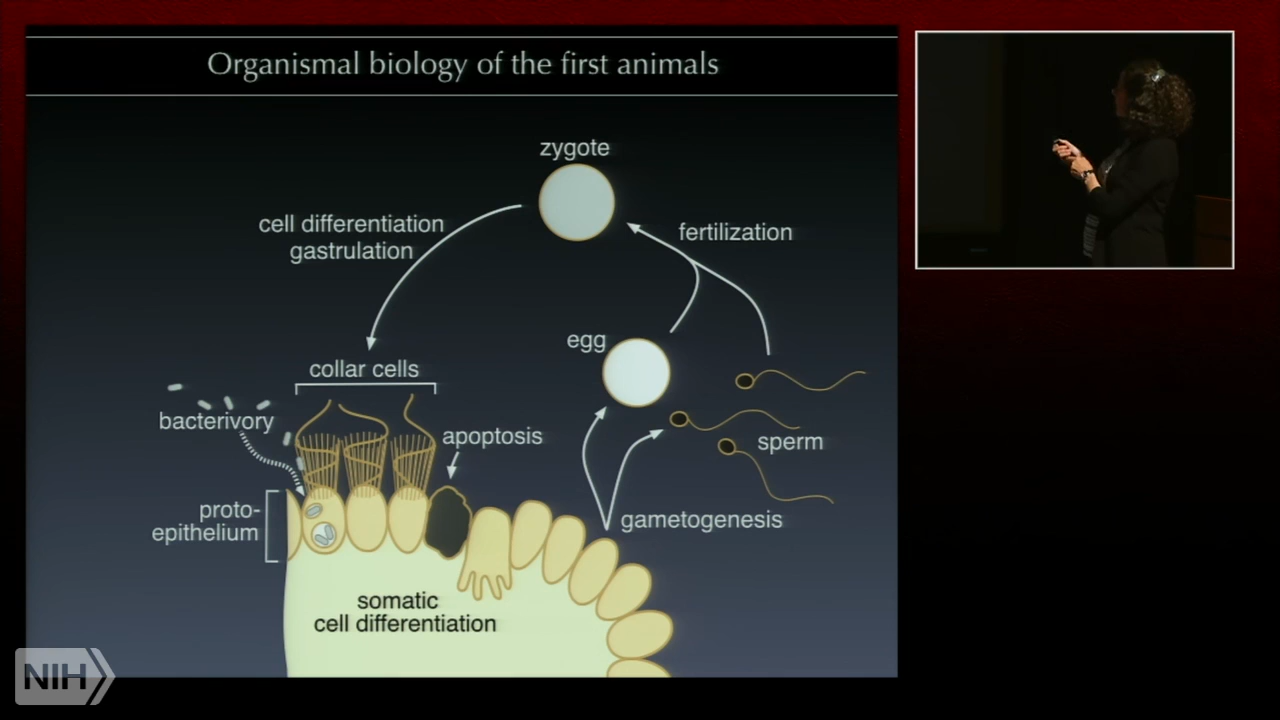 Organismal biology of the first animals
zygote
cell differentiation
gastrulation
fertilization
egg
collar cells
bacterivory
apoptosis
sperm
proto-
epithelium
gametogenesis
somatic
cell differentiation
NIH